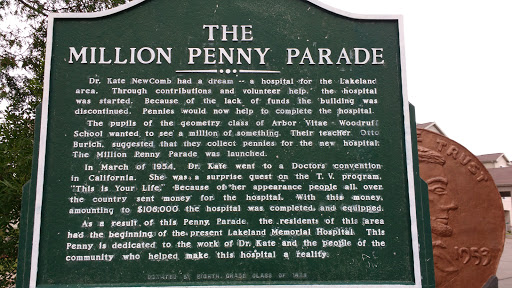 THE
MILLION PENNY PARADE
Dr. Kate NewComb had a dream -- a hospital for the Lakeland
area. Through contributions and volunteer help, the hospital
was started. Because of the lack of funds the building was
discontinued. Pennies would now help to complete the hospital.
The pupils of the geometry class of Arbor Vitae - Woodruff
School wanted to see a million of something. Their teacher, Otto
Burich, suggested that they collect pennies for the new hospital.
The Million Penny Parade was launched.
In March of 1954, Dr. Kate went to a Doctors convention
in California. She was a surprise guest on the T. V. program,
"This is Your Life," Because of her appearance people all over
the country sent money for the hospital. With this money,
amounting to $106,000 the hospital was completed, and equipped.
As a result of this Penny Parade, the residents of this area
had the beginning of the present Lakeland Memorial Hospital. This
Penny is dedicated to the work of Dr. Kate and the people of the
community who helped make this hospital a reality.
DONATED BY EIGHTH GRADE CLASS OF
TRUST
1953